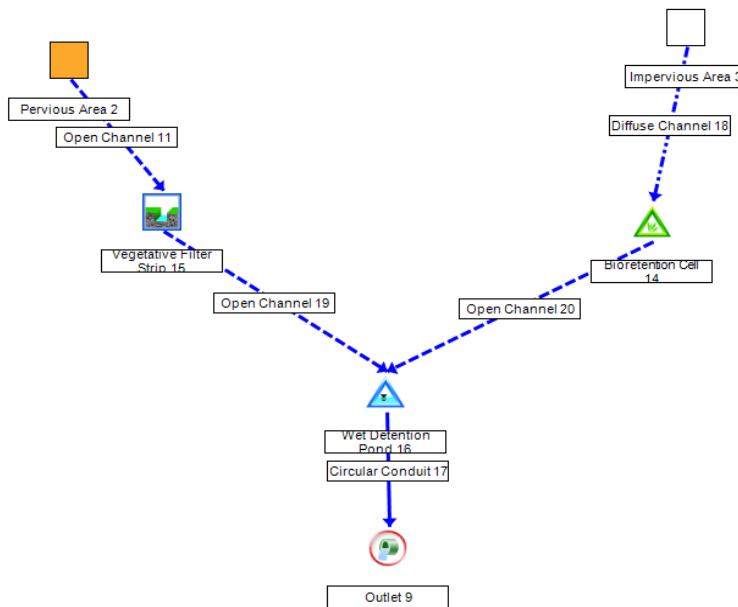 Impervious Area 3
Pervious Area 2
Diffuse Channel 18
Open Channel 11
Vegetative Filter
Strip 15
Bioretention Cell
14
Open Channel 19
Open Channel 20
Wet Detention
Pond 16
Circular Conduit 17
Outlet 9